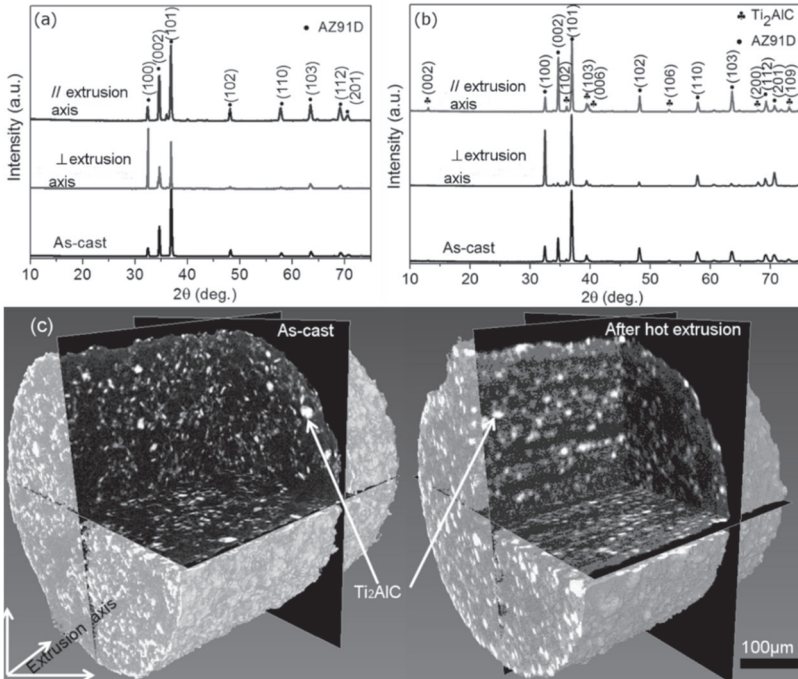 (a)
• AZ91D
(100)
(002)
(101)
(102)
(110)
(103)
(112)
(201)
// extrusion
axis
⊥extrusion
axis
As-cast
Intensity (a.u.)
10 20 30 40 50 60 70
2θ (deg.)
(b)
♣ Ti₂AlC
• AZ91D
(002)
(100)
(002)
(102)
(101)
(103)
(006)
(102)
(106)
(110)
(103)
(200)
(112)
(201)
(109)
// extrusion
axis
⊥extrusion
axis
As-cast
Intensity (a.u.)
10 20 30 40 50 60 70
2θ (deg.)
(c)
As-cast
After hot extrusion
Ti₂AlC
Extrusion axis
100μm